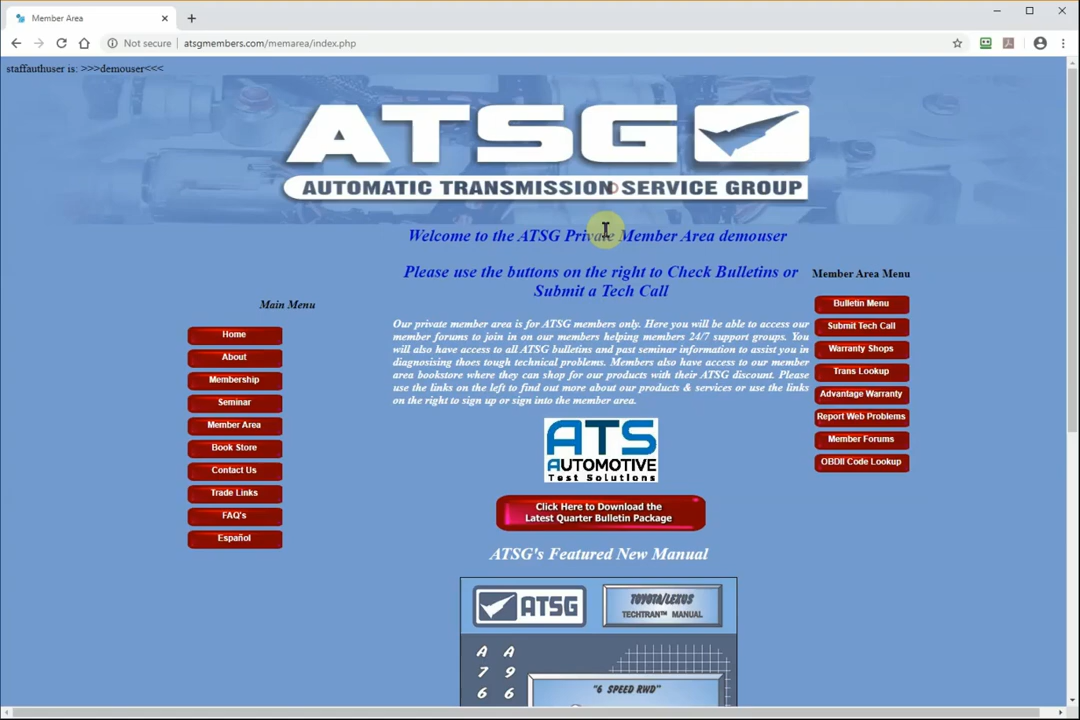 Member Area
Not secure
atsgmembers.com/memarea/index.php
staffauthuser is: >>>demouser<<<
ATSG
AUTOMATIC TRANSMISSION SERVICE GROUP
Welcome to the ATSG Private Member Area demouser
Please use the buttons on the right to Check Bulletins or
Submit a Tech Call
Our private member area is for ATSG members only. Here you will be able to access our
member forums to join in on our members helping members 24/7 support groups. You
will also have access to all ATSG bulletins and past seminar information to assist you in
diagnosising thoes tough technical problems. Members also have access to our member
area bookstore where they can shop for our products with their ATSG discount. Please
use the links on the left to find out more about our products & services or use the links
on the right to sign up or sign into the member area.
Main Menu
Home
About
Membership
Seminar
Member Area
Book Store
Contact Us
Trade Links
FAQ's
Español
Member Area Menu
Bulletin Menu
Submit Tech Call
Warranty Shops
Trans Lookup
Advantage Warranty
Report Web Problems
Member Forums
OBDII Code Lookup
ATS
AUTOMOTIVE
Test Solutions
Click Here to Download the
Latest Quarter Bulletin Package
ATSG's Featured New Manual
ATSG
TOYOTA/LEXUS
TECHTRAN™ MANUAL
A A
7 9
6 6
"6 SPEED RWD"